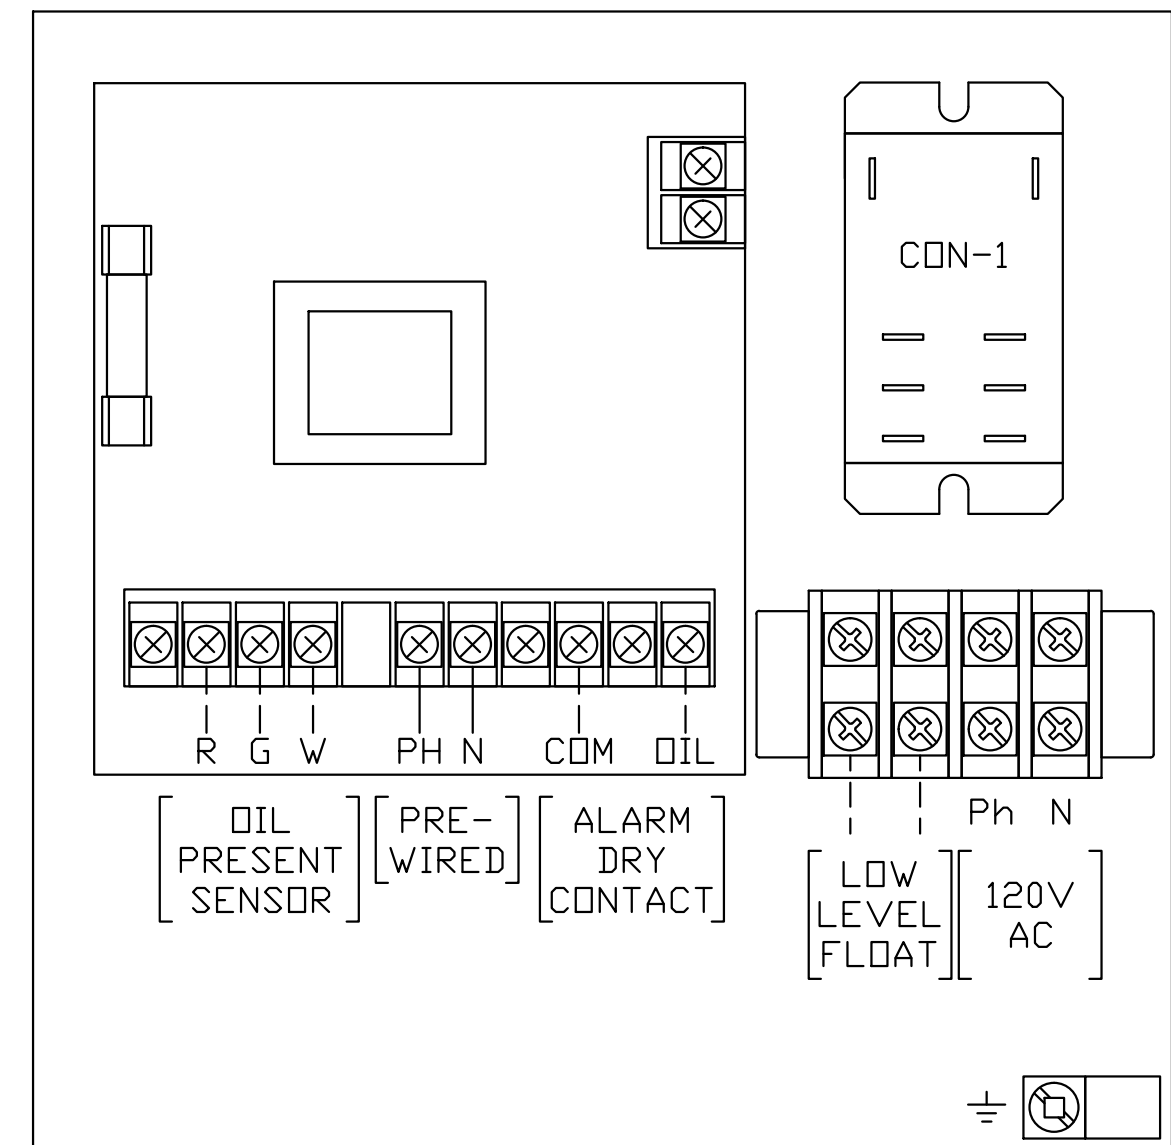 CON-1
R G W PH N COM OIL
OIL
PRESENT
SENSOR
PRE-
WIRED
ALARM
DRY
CONTACT
Ph N
LOW
LEVEL
FLOAT
120V
AC